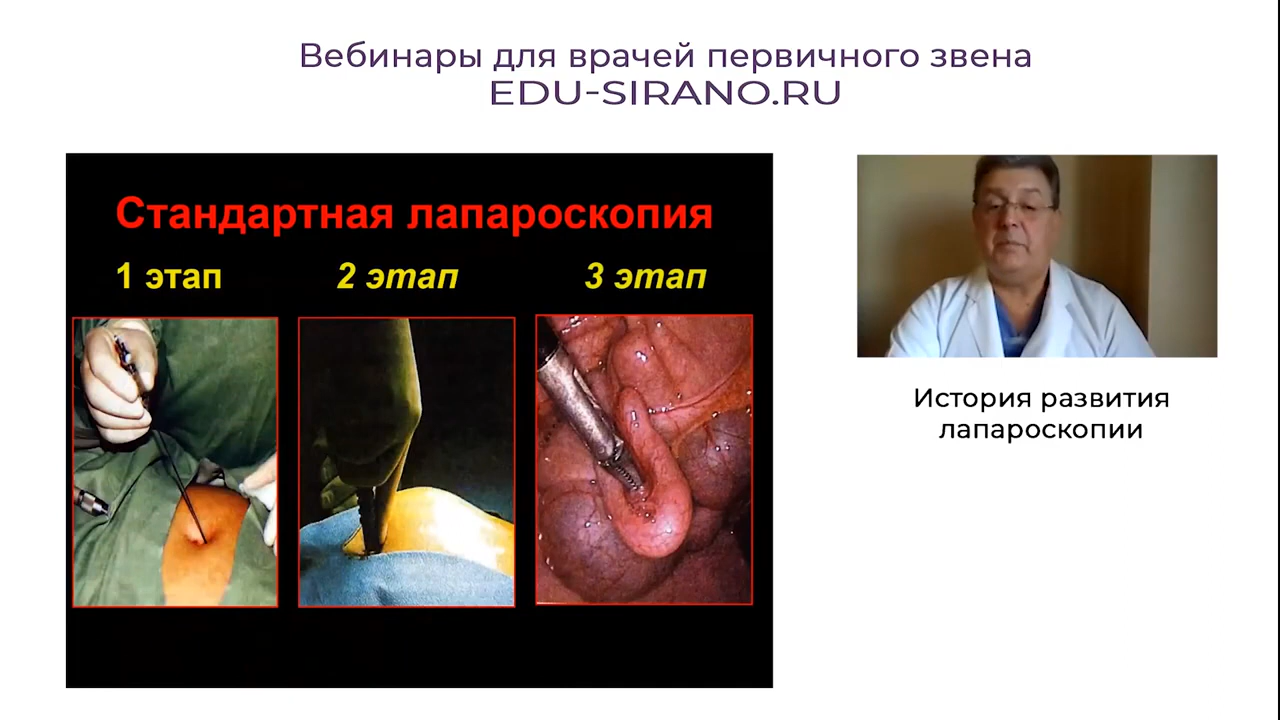 Вебинары для врачей первичного звена
EDU-SIRANO.RU
Стандартная лапароскопия
1 этап 2 этап 3 этап
История развития
лапароскопии